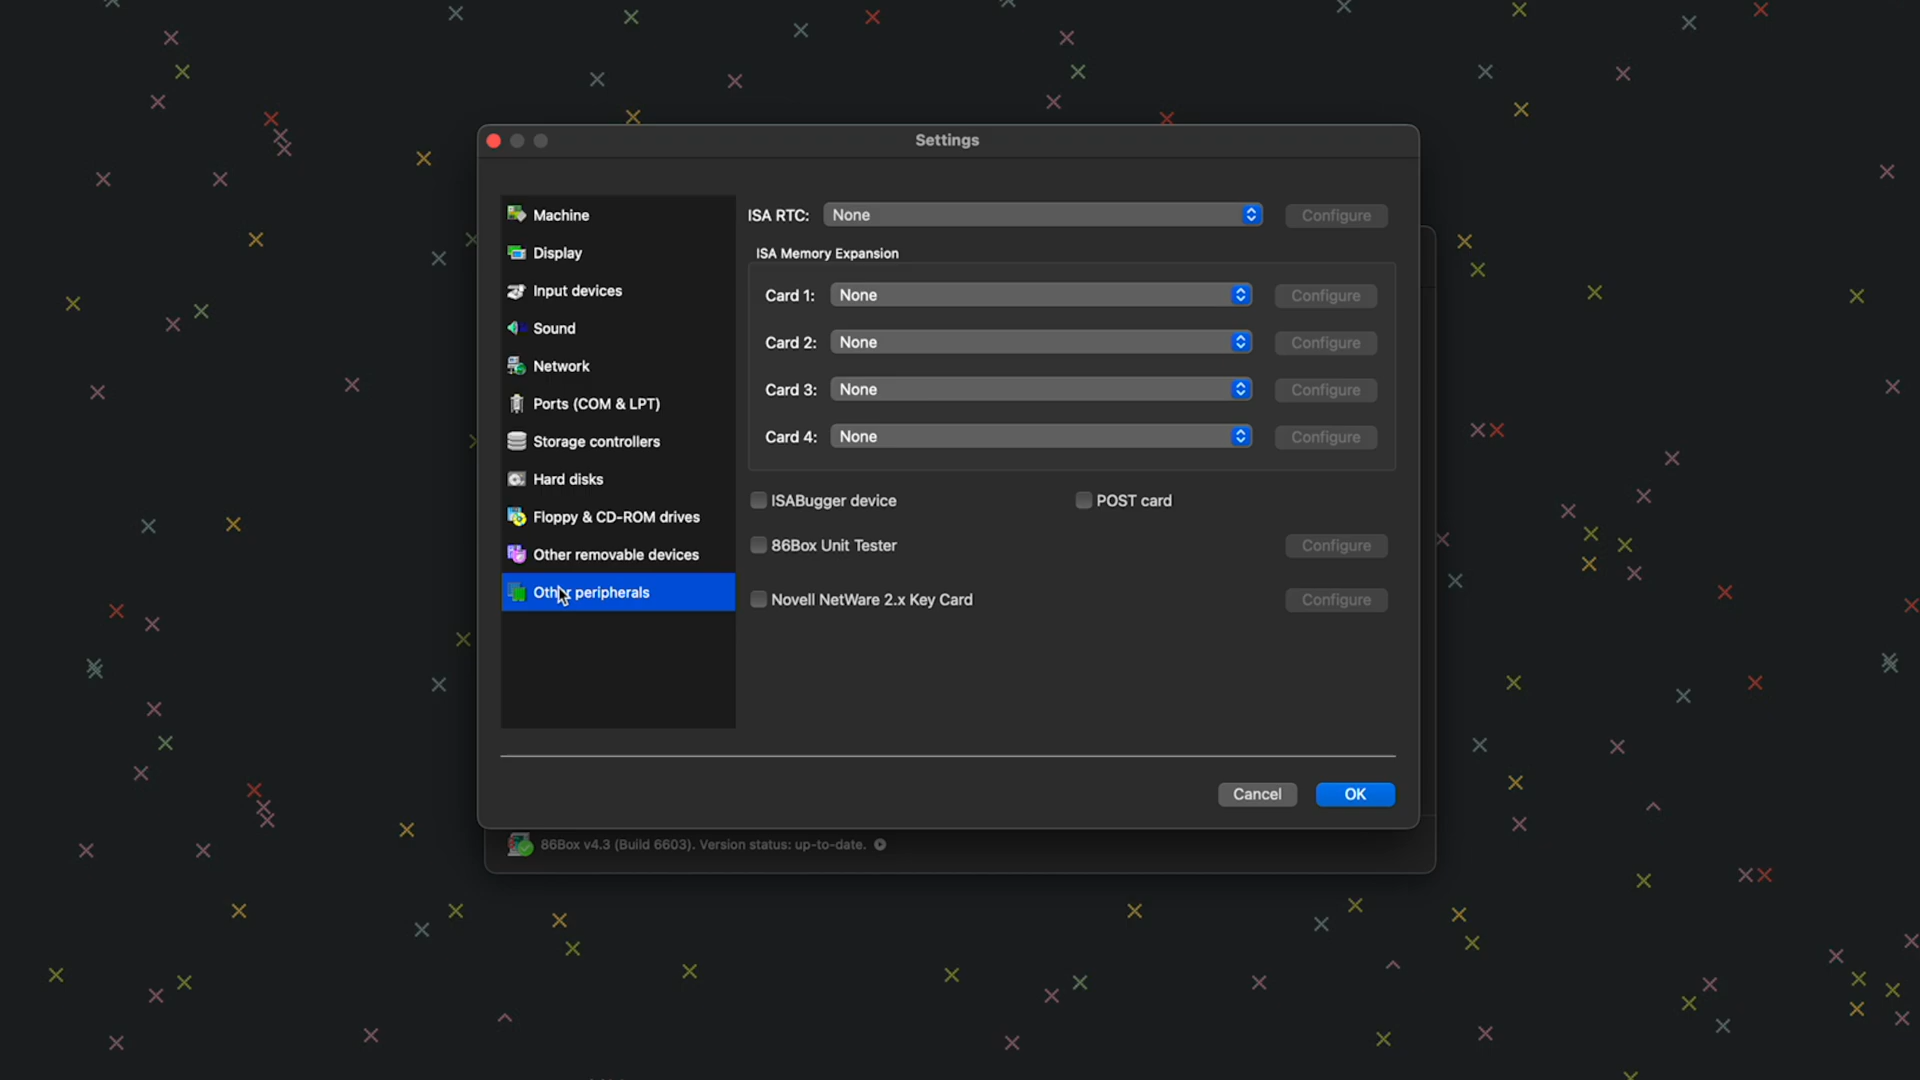 Settings
Machine
Display
Input devices
Sound
Network
Ports (COM & LPT)
Storage controllers
Hard disks
Floppy & CD-ROM drives
Other removable devices
Other peripherals
ISA RTC: None Configure
ISA Memory Expansion
Card 1: None Configure
Card 2: None Configure
Card 3: None Configure
Card 4: None Configure
ISABugger device POST card
86Box Unit Tester Configure
Novell NetWare 2.x Key Card Configure
Cancel OK
86Box v4.3 (Build 6603). Version status: up-to-date.